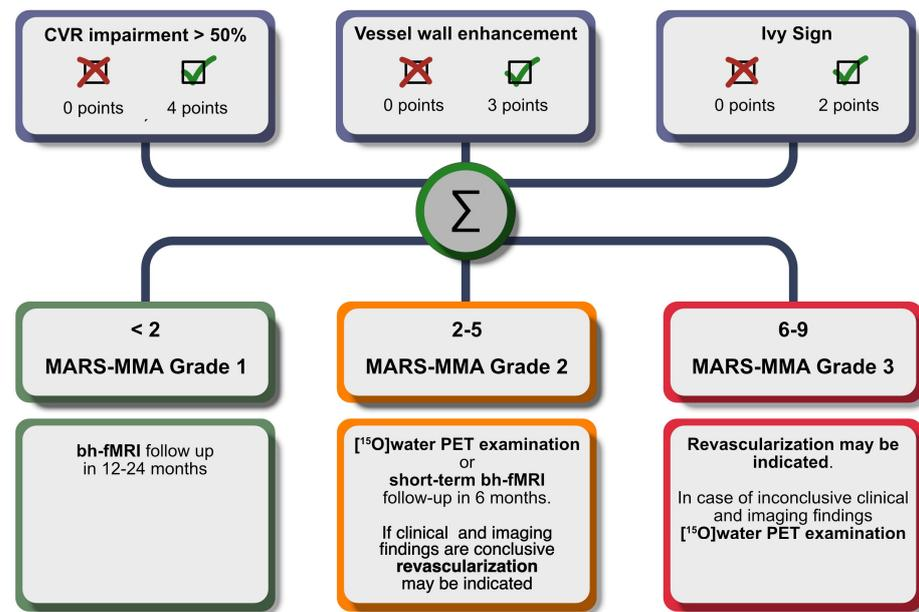 CVR impairment > 50%
0 points
4 points
Vessel wall enhancement
0 points
3 points
Ivy Sign
0 points
2 points
Σ
< 2
MARS-MMA Grade 1
2-5
MARS-MMA Grade 2
6-9
MARS-MMA Grade 3
bh-fMRI follow up
in 12-24 months
[¹⁵O]water PET examination
or
short-term bh-fMRI
follow-up in 6 months.
If clinical and imaging
findings are conclusive
revascularization
may be indicated
Revascularization may be
indicated.
In case of inconclusive clinical
and imaging findings
[¹⁵O]water PET examination